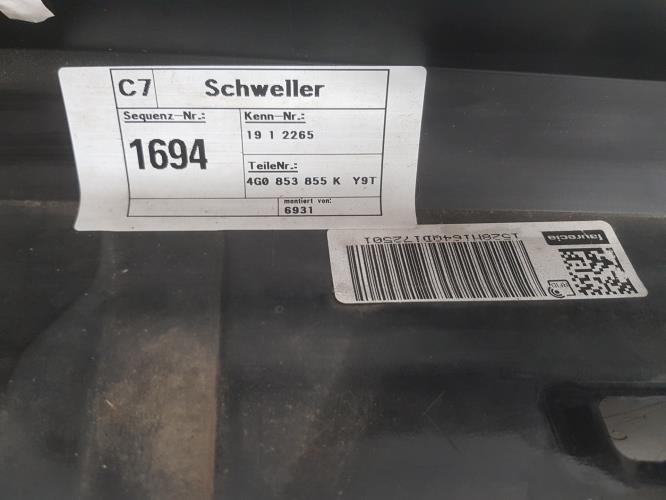 C7 Schweller
Sequenz-Nr.: Kenn-Nr.:
1694 19 1 2265
TeileNr.:
4G0 853 855 K Y9T
montiert von:
6931
faurecia